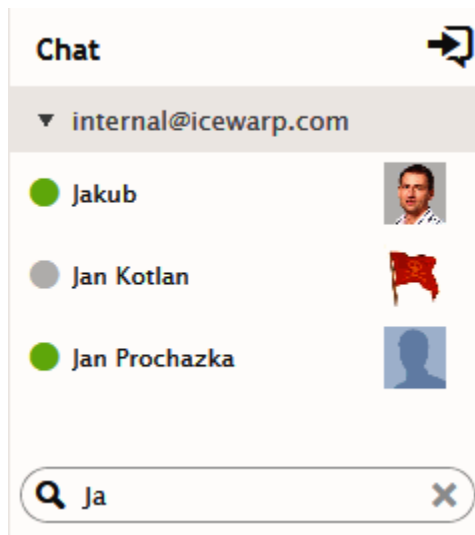 Chat
internal@icewarp.com
Jakub
Jan Kotlan
Jan Prochazka
Ja